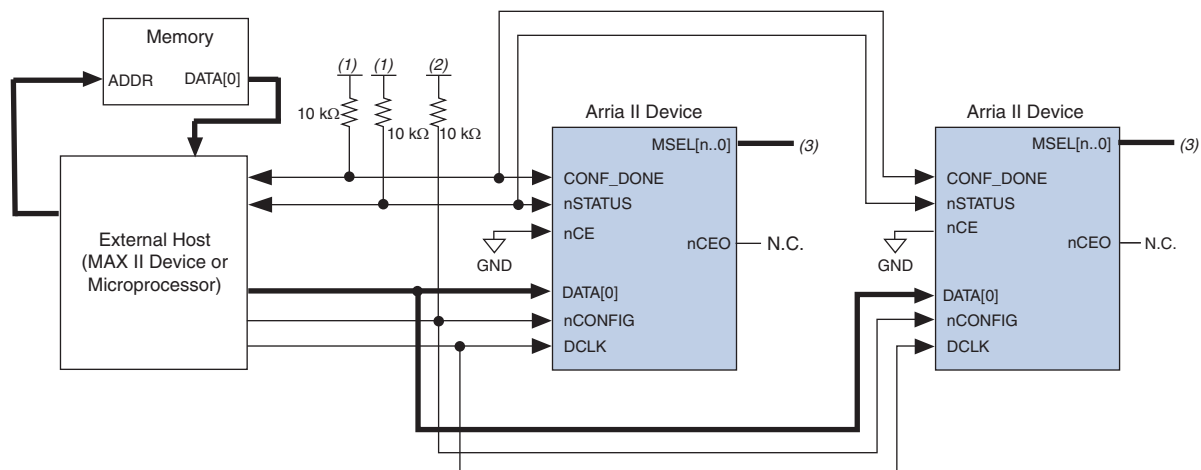 Memory
ADDR
DATA[0]
(1) (1) (2)
10 kΩ
10 kΩ
10 kΩ
External Host
(MAX II Device or
Microprocessor)
Arria II Device
MSEL[n..0]
(3)
CONF_DONE
nSTATUS
nCE
GND
nCEO
N.C.
DATA[0]
nCONFIG
DCLK
Arria II Device
MSEL[n..0]
(3)
CONF_DONE
nSTATUS
nCE
GND
nCEO
N.C.
DATA[0]
nCONFIG
DCLK